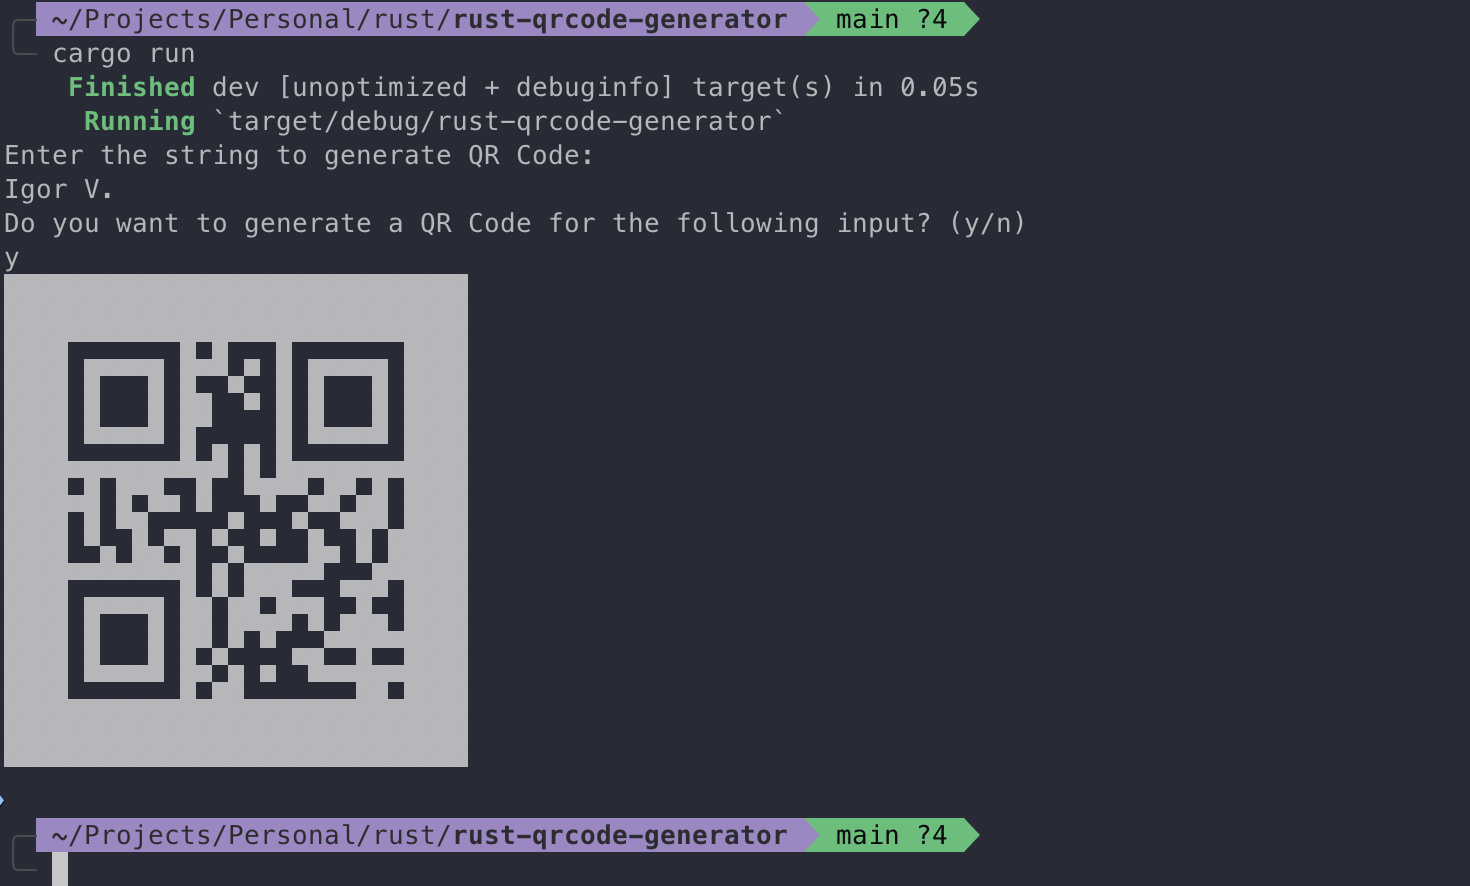 ~/Projects/Personal/rust/rust-qrcode-generator main ?4
cargo run
Finished dev [unoptimized + debuginfo] target(s) in 0.05s
Running `target/debug/rust-qrcode-generator`
Enter the string to generate QR Code:
Igor V.
Do you want to generate a QR Code for the following input? (y/n)
y
~/Projects/Personal/rust/rust-qrcode-generator main ?4